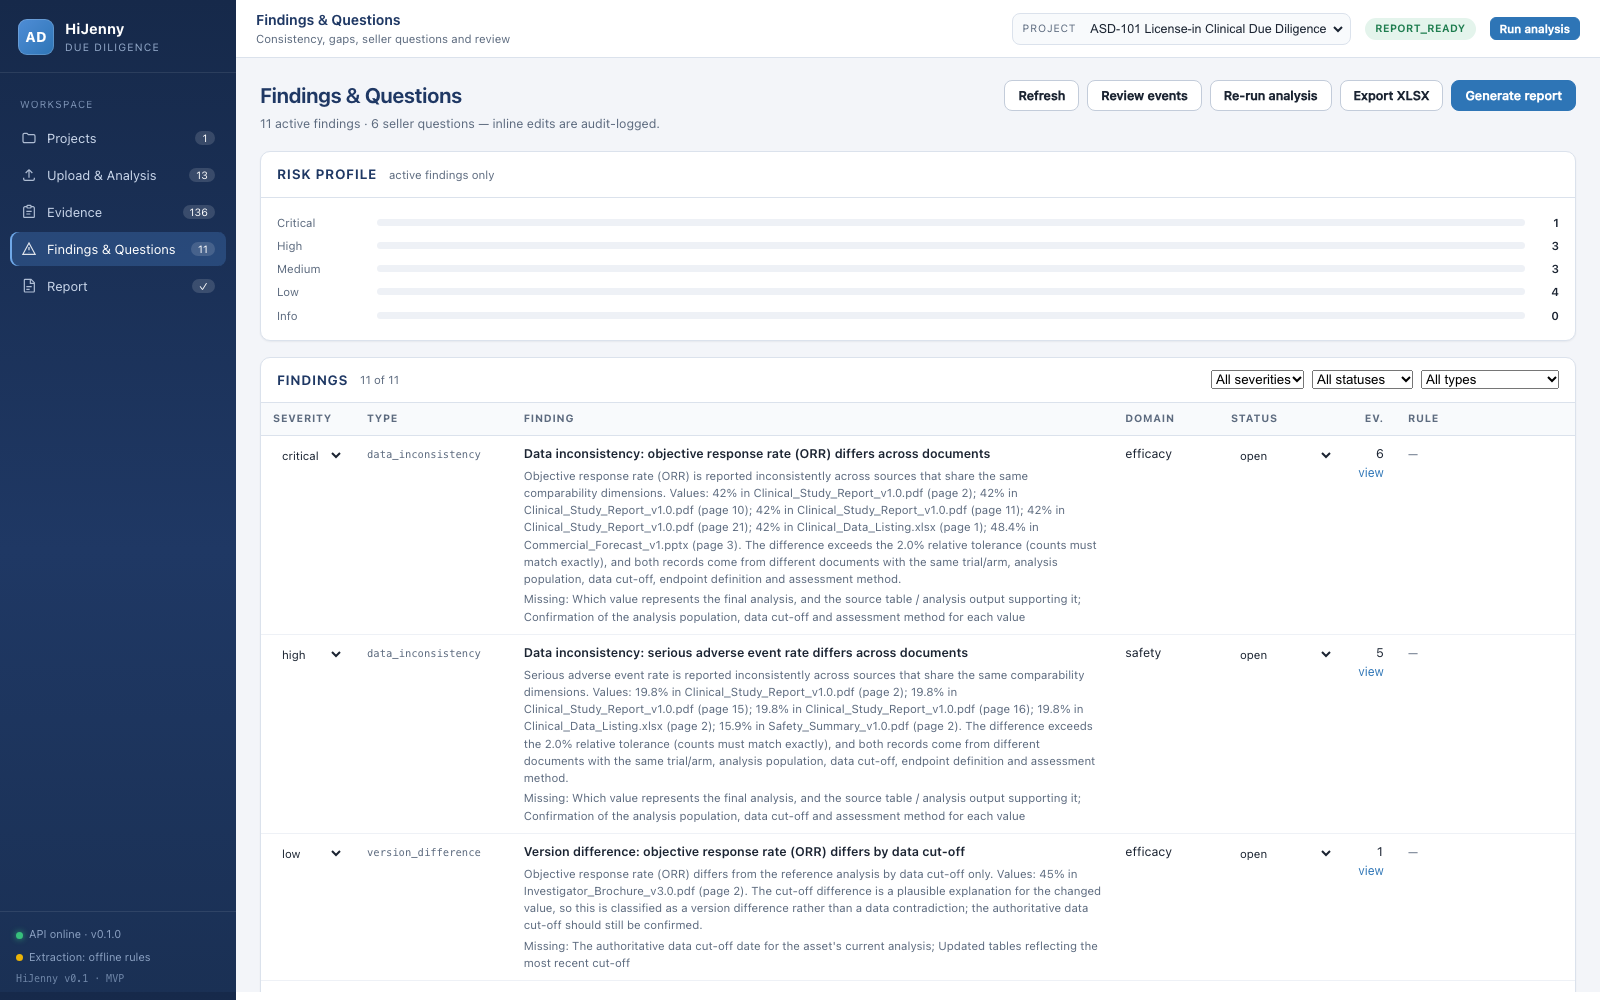 AD
HiJenny
DUE DILIGENCE
WORKSPACE
Projects 1
Upload & Analysis 13
Evidence 136
Findings & Questions 11
Report ✓
API online · v0.1.0
Extraction: offline rules
HiJenny v0.1 · MVP
Findings & Questions
Consistency, gaps, seller questions and review
PROJECT ASD-101 License-in Clinical Due Diligence
REPORT_READY
Run analysis
Findings & Questions
11 active findings · 6 seller questions — inline edits are audit-logged.
Refresh
Review events
Re-run analysis
Export XLSX
Generate report
RISK PROFILE active findings only
Critical 1
High 3
Medium 3
Low 4
Info 0
FINDINGS 11 of 11
All severities
All statuses
All types
SEVERITY TYPE FINDING DOMAIN STATUS EV. RULE
critical data_inconsistency Data inconsistency: objective response rate (ORR) differs across documents efficacy open 6 —
view
Objective response rate (ORR) is reported inconsistently across sources that share the same
comparability dimensions. Values: 42% in Clinical_Study_Report_v1.0.pdf (page 2); 42% in
Clinical_Study_Report_v1.0.pdf (page 10); 42% in Clinical_Study_Report_v1.0.pdf (page 11); 42% in
Clinical_Study_Report_v1.0.pdf (page 21); 42% in Clinical_Data_Listing.xlsx (page 1); 48.4% in
Commercial_Forecast_v1.pptx (page 3). The difference exceeds the 2.0% relative tolerance (counts must
match exactly), and both records come from different documents with the same trial/arm, analysis
population, data cut-off, endpoint definition and assessment method.
Missing: Which value represents the final analysis, and the source table / analysis output supporting it;
Confirmation of the analysis population, data cut-off and assessment method for each value
high data_inconsistency Data inconsistency: serious adverse event rate differs across documents safety open 5 —
view
Serious adverse event rate is reported inconsistently across sources that share the same comparability
dimensions. Values: 19.8% in Clinical_Study_Report_v1.0.pdf (page 2); 19.8% in
Clinical_Study_Report_v1.0.pdf (page 15); 19.8% in Clinical_Study_Report_v1.0.pdf (page 16); 19.8% in
Clinical_Data_Listing.xlsx (page 2); 15.9% in Safety_Summary_v1.0.pdf (page 2). The difference exceeds
the 2.0% relative tolerance (counts must match exactly), and both records come from different
documents with the same trial/arm, analysis population, data cut-off, endpoint definition and assessment
method.
Missing: Which value represents the final analysis, and the source table / analysis output supporting it;
Confirmation of the analysis population, data cut-off and assessment method for each value
low version_difference Version difference: objective response rate (ORR) differs by data cut-off efficacy open 1 —
view
Objective response rate (ORR) differs from the reference analysis by data cut-off only. Values: 45% in
Investigator_Brochure_v3.0.pdf (page 2). The cut-off difference is a plausible explanation for the changed
value, so this is classified as a version difference rather than a data contradiction; the authoritative data
cut-off should still be confirmed.
Missing: The authoritative data cut-off date for the asset's current analysis; Updated tables reflecting the
most recent cut-off